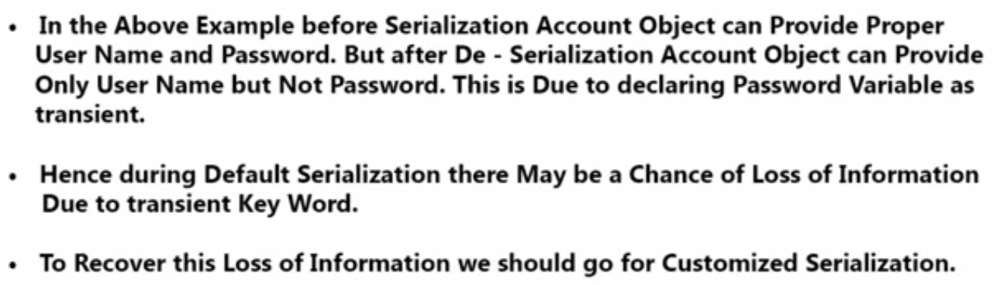 • In the Above Example before Serialization Account Object can Provide Proper
User Name and Password. But after De - Serialization Account Object can Provide
Only User Name but Not Password. This is Due to declaring Password Variable as
transient.
• Hence during Default Serialization there May be a Chance of Loss of Information
Due to transient Key Word.
• To Recover this Loss of Information we should go for Customized Serialization.